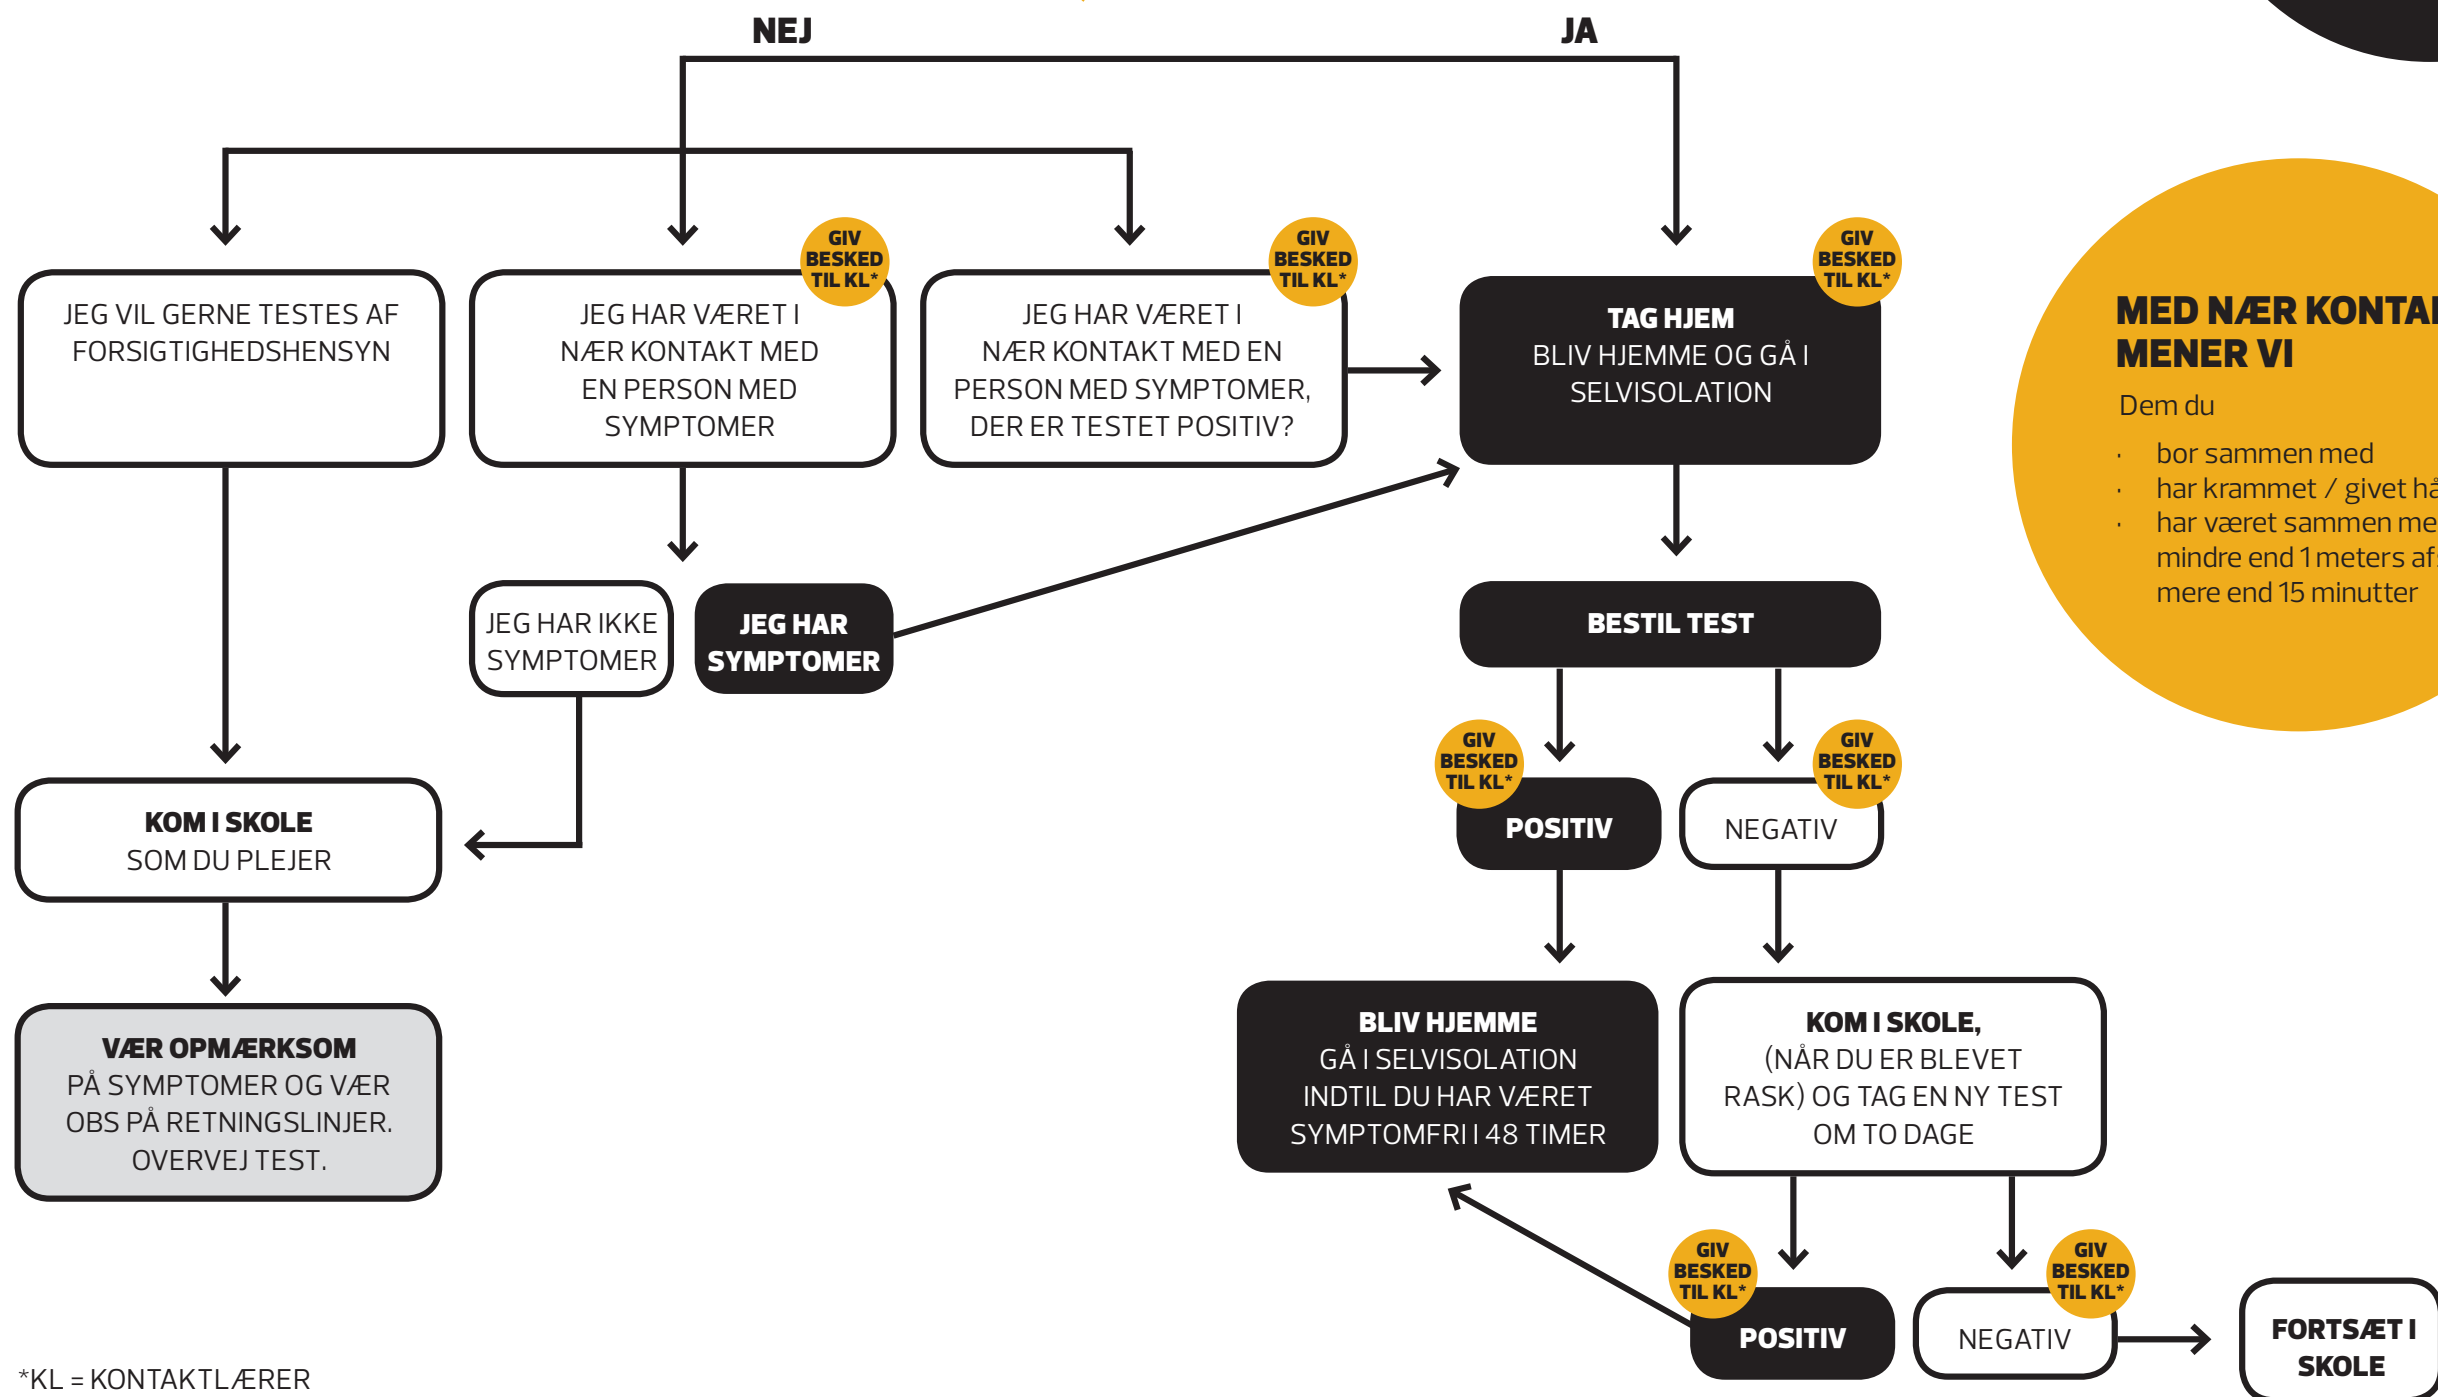 NEJ
JA
JEG VIL GERNE TESTES AF
FORSIGTIGHEDSHENSYN
GIV
BESKED
TIL KL*
JEG HAR VÆRET I
NÆR KONTAKT MED
EN PERSON MED
SYMPTOMER
GIV
BESKED
TIL KL*
JEG HAR VÆRET I
NÆR KONTAKT MED EN
PERSON MED SYMPTOMER,
DER ER TESTET POSITIV?
GIV
BESKED
TIL KL*
TAG HJEM
BLIV HJEMME OG GÅ I
SELVISOLATION
MED NÆR
MENER VI
Dem du
· bor sammen med
· har krammet / givet
· har været sammen
mindre end 1 meters
mere end 15 minutter
JEG HAR IKKE
SYMPTOMER
JEG HAR
SYMPTOMER
BESTIL TEST
GIV
BESKED
TIL KL*
POSITIV
GIV
BESKED
TIL KL*
NEGATIV
KOM I SKOLE
SOM DU PLEJER
VÆR OPMÆRKSOM
PÅ SYMPTOMER OG VÆR
OBS PÅ RETNINGSLINJER.
OVERVEJ TEST.
BLIV HJEMME
GÅ I SELVISOLATION
INDTIL DU HAR VÆRET
SYMPTOMFRI I 48 TIMER
KOM I SKOLE,
(NÅR DU ER BLEVET
RASK) OG TAG EN NY TEST
OM TO DAGE
GIV
BESKED
TIL KL*
POSITIV
GIV
BESKED
TIL KL*
NEGATIV
FORTSÆT I
SKOLE
*KL = KONTAKTLÆRER